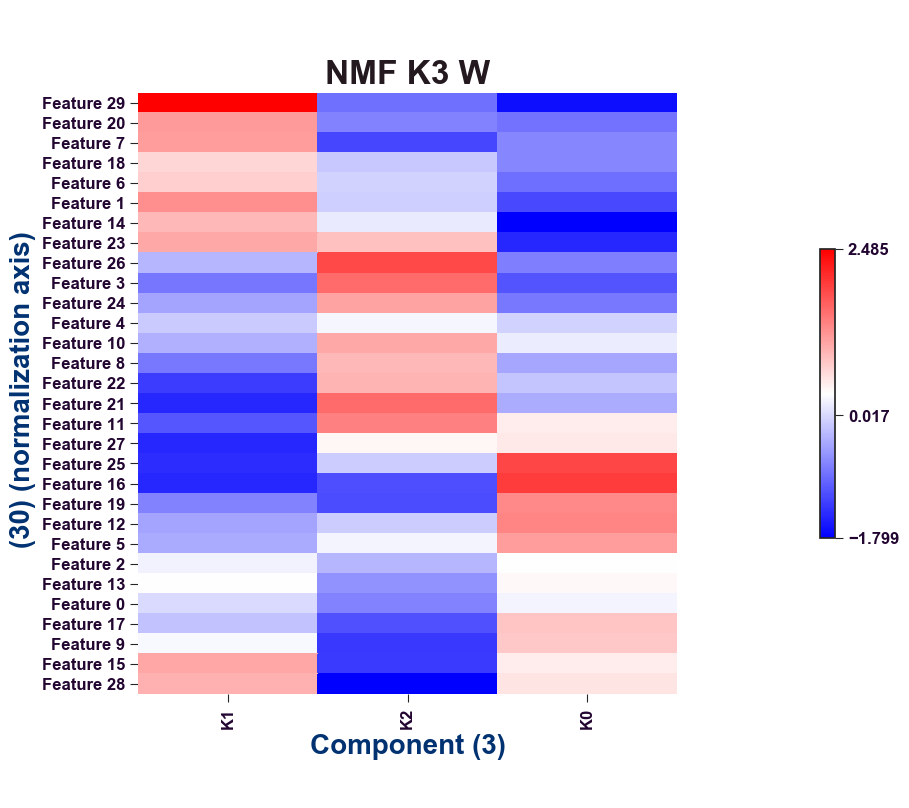 NMF K3 W
Feature 29
Feature 20
Feature 7
Feature 18
Feature 6
Feature 1
Feature 14
Feature 23
Feature 26
Feature 3
Feature 24
Feature 4
Feature 10
Feature 8
Feature 22
Feature 21
Feature 11
Feature 27
Feature 25
Feature 16
Feature 19
Feature 12
Feature 5
Feature 2
Feature 13
Feature 0
Feature 17
Feature 9
Feature 15
Feature 28
(30) (normalization axis)
K1
K2
K0
Component (3)
2.485
0.017
−1.799